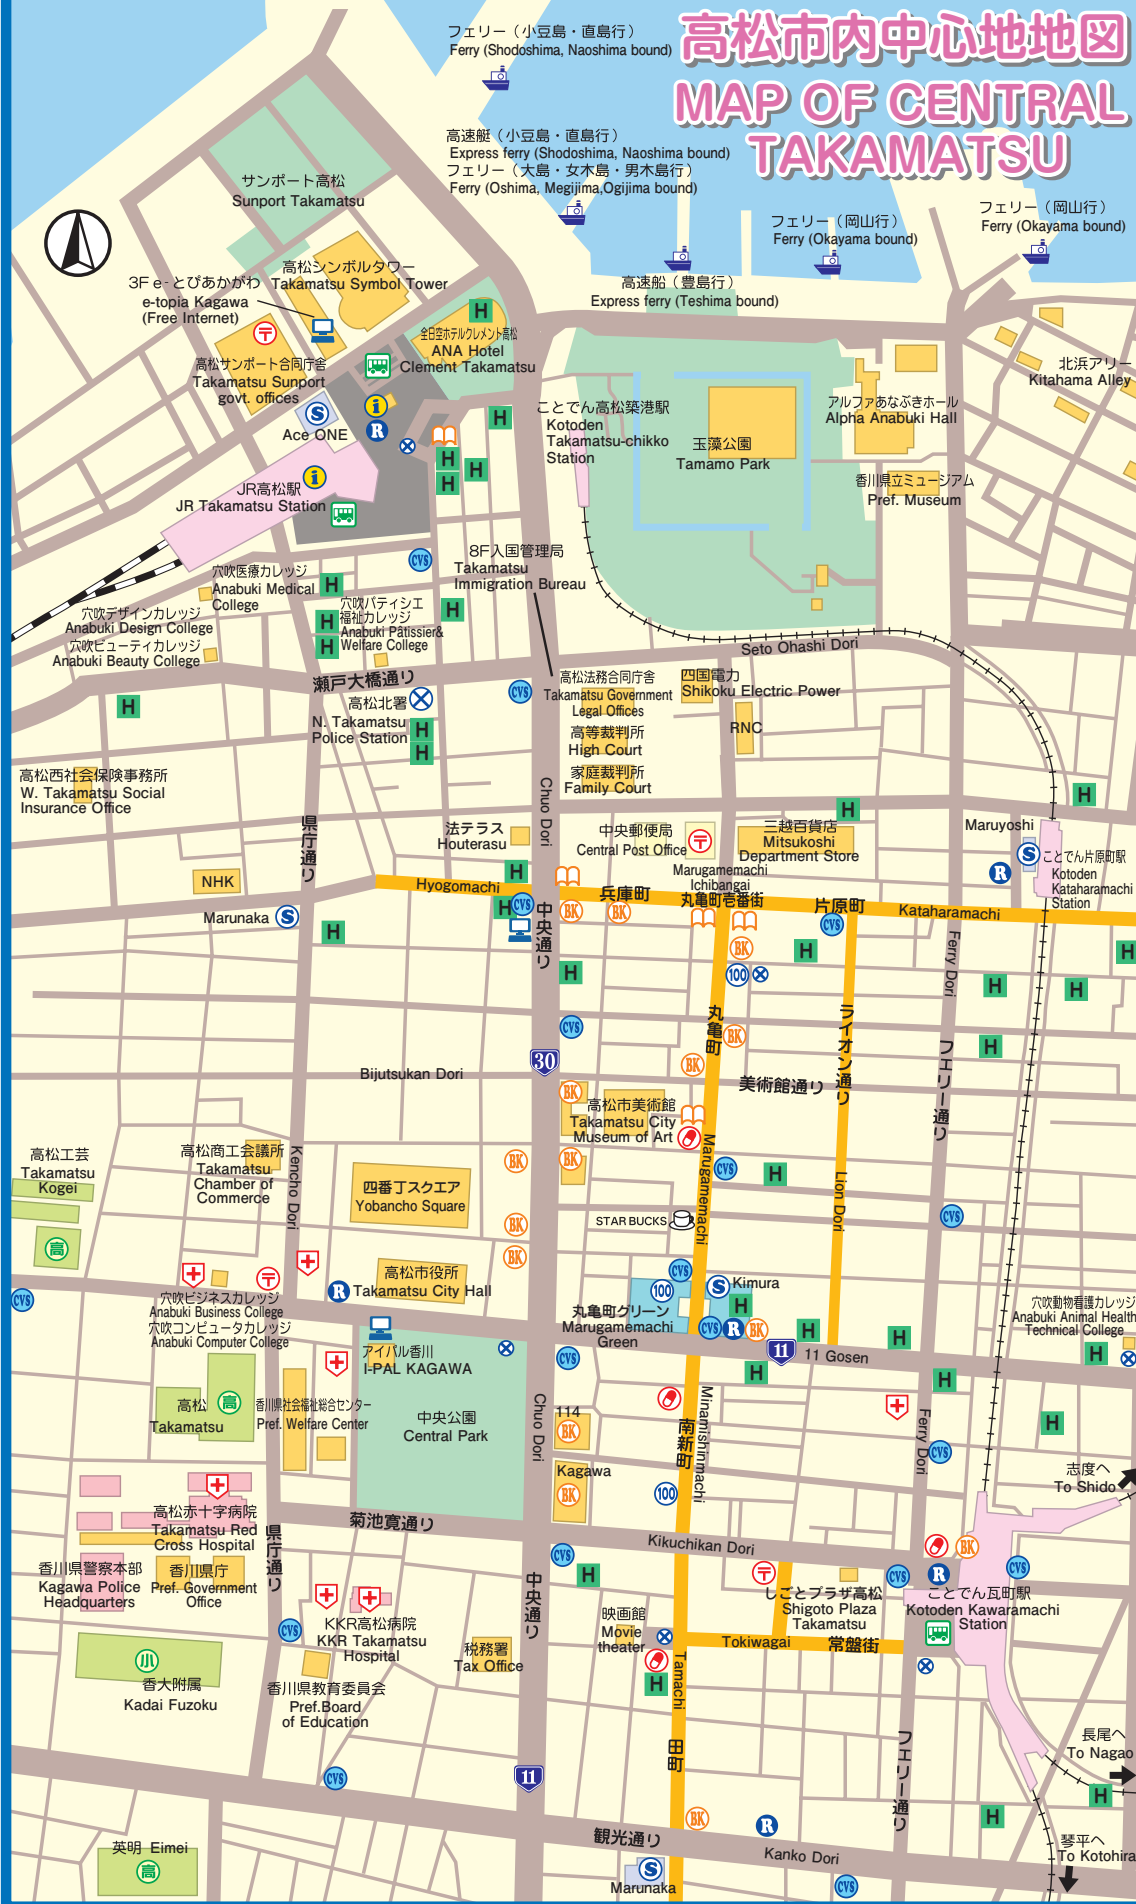 高松市内中心地地図
MAP OF CENTRAL
TAKAMATSU
フェリー（小豆島・直島行）
Ferry (Shodoshima, Naoshima bound)
高速艇（小豆島・直島行）
Express ferry (Shodoshima, Naoshima bound)
フェリー（大島・女木島・男木島行）
Ferry (Oshima, Megijima,Ogijima bound)
フェリー（岡山行）
Ferry (Okayama bound)
フェリー（岡山行）
Ferry (Okayama bound)
高速船（豊島行）
Express ferry (Teshima bound)
サンポート高松
Sunport Takamatsu
高松シンボルタワー
Takamatsu Symbol Tower
3F e-とぴあかがわ
e-topia Kagawa
(Free Internet)
高松サンポート合同庁舎
Takamatsu Sunport
govt. offices
全日空ホテルクレメント高松
ANA Hotel
Clement Takamatsu
Ace ONE
JR高松駅
JR Takamatsu Station
ことでん高松築港駅
Kotoden
Takamatsu-chikko
Station
玉藻公園
Tamamo Park
アルファあなぶきホール
Alpha Anabuki Hall
香川県立ミュージアム
Pref. Museum
北浜アリー
Kitahama Alley
8F入国管理局
Takamatsu
Immigration Bureau
穴吹医療カレッジ
Anabuki Medical
College
穴吹デザインカレッジ
Anabuki Design College
穴吹ビューティカレッジ
Anabuki Beauty College
穴吹パティシエ
福祉カレッジ
Anabuki Pâtissier&
Welfare College
瀬戸大橋通り
Seto Ohashi Dori
高松北署
N. Takamatsu
Police Station
高松法務合同庁舎
Takamatsu Government
Legal Offices
高等裁判所
High Court
家庭裁判所
Family Court
四国電力
Shikoku Electric Power
RNC
高松西社会保険事務所
W. Takamatsu Social
Insurance Office
県庁通り
Chuo Dori
法テラス
Houterasu
中央郵便局
Central Post Office
三越百貨店
Mitsukoshi
Department Store
Marugamemachi
Ichibangai
丸亀町壱番街
Maruyoshi
ことでん片原町駅
Kotoden
Kataharamachi
Station
NHK
Marunaka
Hyogomachi
兵庫町
片原町
Kataharamachi
中央通り
Ferry Dori
フェリー通り
丸亀町
ライオン通り
30
Bijutsukan Dori
美術館通り
高松市美術館
Takamatsu City
Museum of Art
高松工芸
Takamatsu
Kogei
高
高松商工会議所
Takamatsu
Chamber of
Commerce
Kencho Dori
四番丁スクエア
Yobancho Square
Marugamemachi
Lion Dori
STAR BUCKS
高松市役所
Takamatsu City Hall
Kimura
丸亀町グリーン
Marugamemachi
Green
11
11 Gosen
穴吹ビジネスカレッジ
Anabuki Business College
穴吹コンピュータカレッジ
Anabuki Computer College
穴吹動物看護カレッジ
Anabuki Animal Health
Technical College
アイパル香川
I-PAL KAGAWA
高松
Takamatsu
高
香川県社会福祉総合センター
Pref. Welfare Center
中央公園
Central Park
Chuo Dori
114
Kagawa
南新町
Minamishinmachi
Ferry Dori
志度へ
To Shido
高松赤十字病院
Takamatsu Red
Cross Hospital
菊池寛通り
Kikuchikan Dori
香川県警察本部
Kagawa Police
Headquarters
香川県庁
Pref. Government
Office
県庁通り
KKR高松病院
KKR Takamatsu
Hospital
中央通り
税務署
Tax Office
映画館
Movie
theater
しごとプラザ高松
Shigoto Plaza
Takamatsu
ことでん瓦町駅
Kotoden Kawaramachi
Station
Tokiwagai
常盤街
小
香大附属
Kadai Fuzoku
香川県教育委員会
Pref.Board
of Education
Tamachi
田町
フェリー通り
長尾へ
To Nagao
11
観光通り
Kanko Dori
琴平へ
To Kotohira
英明 Eimei
高
Marunaka